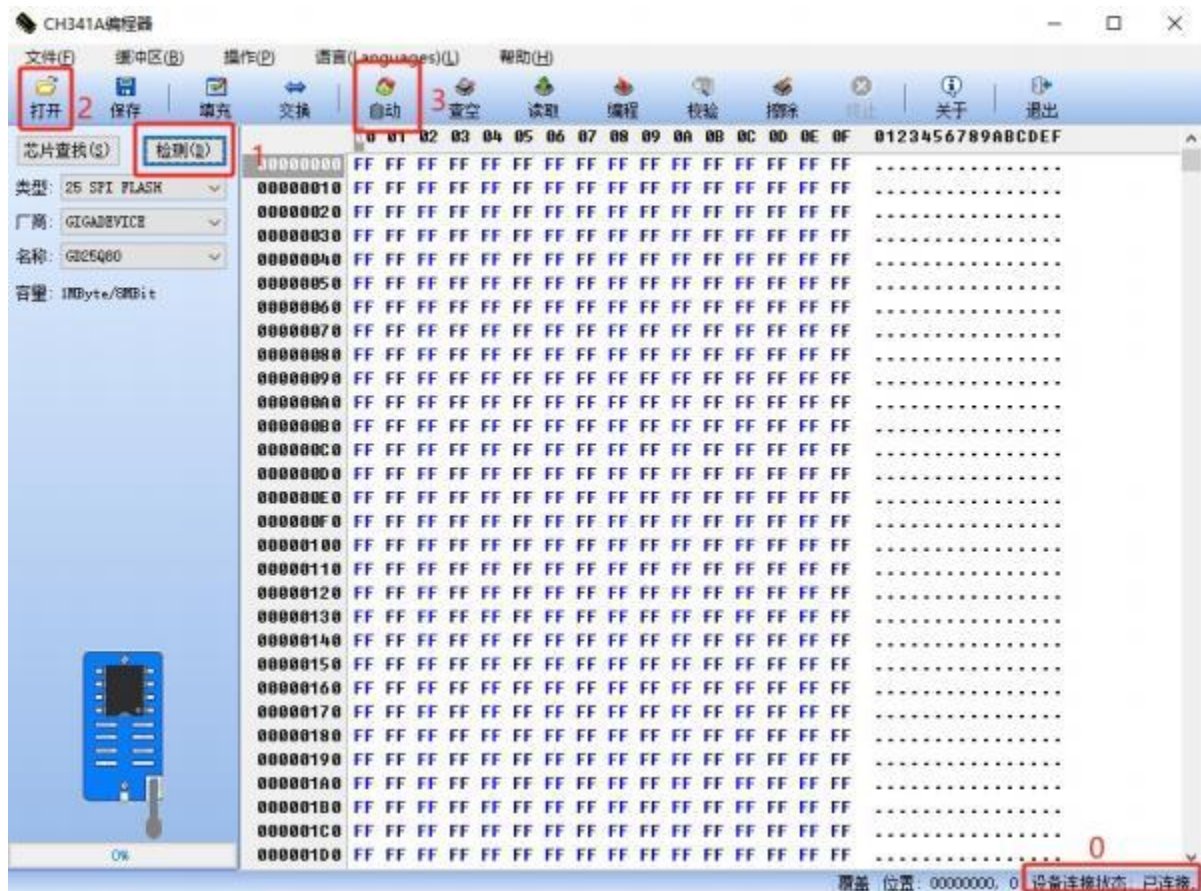 CH341A编程器
文件(F) 缓冲区(B) 操作(P) 语言(Languages)(L) 帮助(H)
打开 2 保存 填充 交换 自动 3 查空 读取 编程 校验 擦除 关于 退出
芯片查找(S) 检测(D) 1
类型: 25 SPI FLASH
厂商: GIGADEVICE
名称: GD25Q80
容量: 1MByte/8MBit
0%
01 02 03 04 05 06 07 08 09 0A 0B 0C 0D 0E 0F 0123456789ABCDEF
00000000 FF FF FF FF FF FF FF FF FF FF FF FF FF FF FF FF ................
00000010 FF FF FF FF FF FF FF FF FF FF FF FF FF FF FF FF ................
00000020 FF FF FF FF FF FF FF FF FF FF FF FF FF FF FF FF ................
00000030 FF FF FF FF FF FF FF FF FF FF FF FF FF FF FF FF ................
00000040 FF FF FF FF FF FF FF FF FF FF FF FF FF FF FF FF ................
00000050 FF FF FF FF FF FF FF FF FF FF FF FF FF FF FF FF ................
00000060 FF FF FF FF FF FF FF FF FF FF FF FF FF FF FF FF ................
00000070 FF FF FF FF FF FF FF FF FF FF FF FF FF FF FF FF ................
00000080 FF FF FF FF FF FF FF FF FF FF FF FF FF FF FF FF ................
00000090 FF FF FF FF FF FF FF FF FF FF FF FF FF FF FF FF ................
000000A0 FF FF FF FF FF FF FF FF FF FF FF FF FF FF FF FF ................
000000B0 FF FF FF FF FF FF FF FF FF FF FF FF FF FF FF FF ................
000000C0 FF FF FF FF FF FF FF FF FF FF FF FF FF FF FF FF ................
000000D0 FF FF FF FF FF FF FF FF FF FF FF FF FF FF FF FF ................
000000E0 FF FF FF FF FF FF FF FF FF FF FF FF FF FF FF FF ................
000000F0 FF FF FF FF FF FF FF FF FF FF FF FF FF FF FF FF ................
00000100 FF FF FF FF FF FF FF FF FF FF FF FF FF FF FF FF ................
00000110 FF FF FF FF FF FF FF FF FF FF FF FF FF FF FF FF ................
00000120 FF FF FF FF FF FF FF FF FF FF FF FF FF FF FF FF ................
00000130 FF FF FF FF FF FF FF FF FF FF FF FF FF FF FF FF ................
00000140 FF FF FF FF FF FF FF FF FF FF FF FF FF FF FF FF ................
00000150 FF FF FF FF FF FF FF FF FF FF FF FF FF FF FF FF ................
00000160 FF FF FF FF FF FF FF FF FF FF FF FF FF FF FF FF ................
00000170 FF FF FF FF FF FF FF FF FF FF FF FF FF FF FF FF ................
00000180 FF FF FF FF FF FF FF FF FF FF FF FF FF FF FF FF ................
00000190 FF FF FF FF FF FF FF FF FF FF FF FF FF FF FF FF ................
000001A0 FF FF FF FF FF FF FF FF FF FF FF FF FF FF FF FF ................
000001B0 FF FF FF FF FF FF FF FF FF FF FF FF FF FF FF FF ................
000001C0 FF FF FF FF FF FF FF FF FF FF FF FF FF FF FF FF ................
000001D0 FF FF FF FF FF FF FF FF FF FF FF FF FF FF FF FF ................
0
覆盖 位置: 00000000, 0 设备连接状态: 已连接